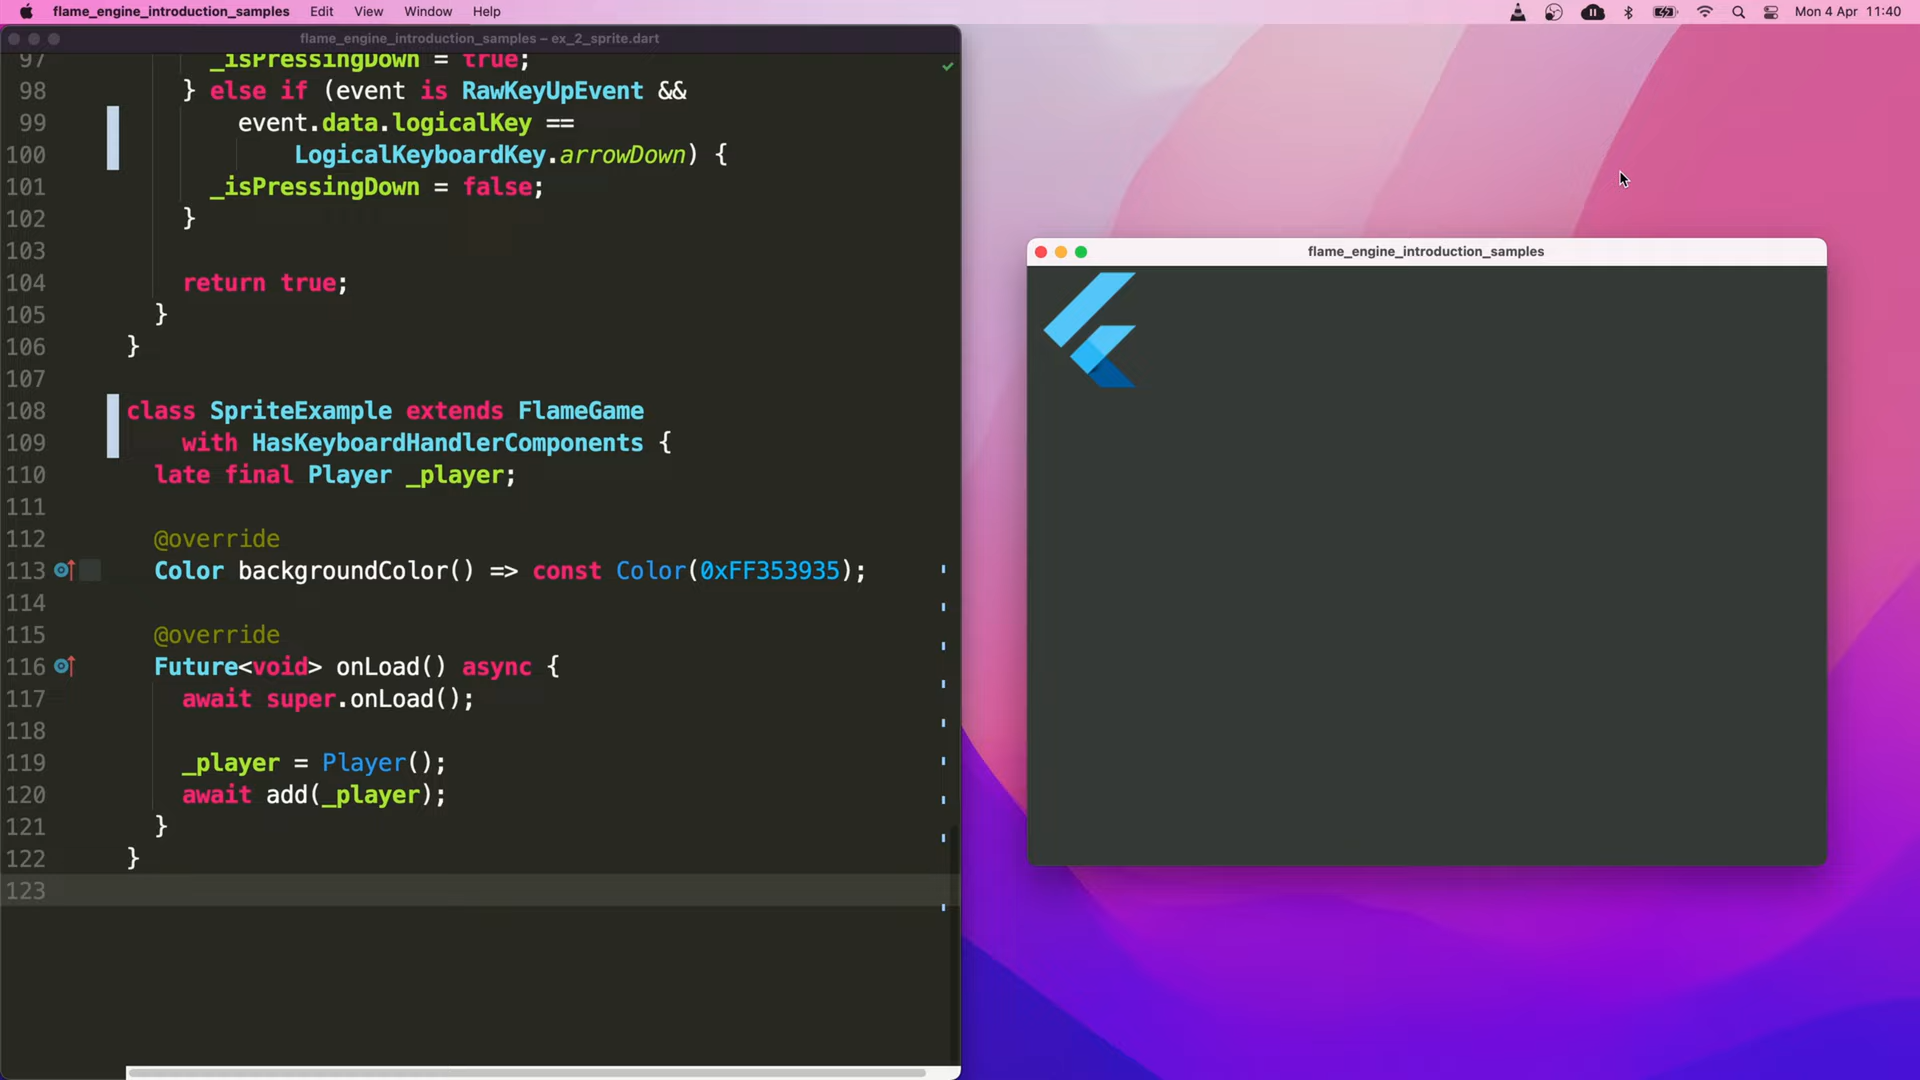 flame_engine_introduction_samples Edit View Window Help Mon 4 Apr 11:40
flame_engine_introduction_samples – ex_2_sprite.dart
97 _isPressingDown = true;
98 } else if (event is RawKeyUpEvent &&
99 event.data.logicalKey ==
100 LogicalKeyboardKey.arrowDown) {
101 _isPressingDown = false;
102 }
103
104 return true;
105 }
106 }
107
108 class SpriteExample extends FlameGame
109 with HasKeyboardHandlerComponents {
110 late final Player _player;
111
112 @override
113 Color backgroundColor() => const Color(0xFF353935);
114
115 @override
116 Future<void> onLoad() async {
117 await super.onLoad();
118
119 _player = Player();
120 await add(_player);
121 }
122 }
123
flame_engine_introduction_samples